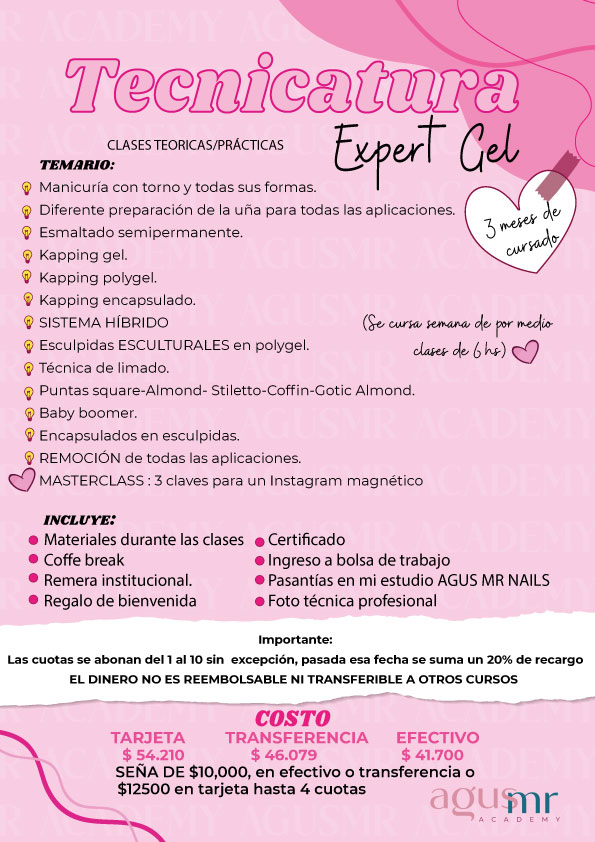 Tecnicatura
Expert Gel
CLASES TEORICAS/PRÁCTICAS
TEMARIO:
Manicuría con torno y todas sus formas.
Diferente preparación de la uña para todas las aplicaciones.
Esmaltado semipermanente.
Kapping gel.
Kapping polygel.
Kapping encapsulado.
SISTEMA HÍBRIDO
Esculpidas ESCULTURALES en polygel.
Técnica de limado.
Puntas square-Almond- Stiletto-Coffin-Gotic Almond.
Baby boomer.
Encapsulados en esculpidas.
REMOCIÓN de todas las aplicaciones.
MASTERCLASS : 3 claves para un Instagram magnético
3 meses de
cursado
(Se cursa semana de por medio
clases de 6 hs)
INCLUYE:
Materiales durante las clases
Coffe break
Remera institucional.
Regalo de bienvenida
Certificado
Ingreso a bolsa de trabajo
Pasantías en mi estudio AGUS MR NAILS
Foto técnica profesional
Importante:
Las cuotas se abonan del 1 al 10 sin excepción, pasada esa fecha se suma un 20% de recargo
EL DINERO NO ES REEMBOLSABLE NI TRANSFERIBLE A OTROS CURSOS
COSTO
TARJETA TRANSFERENCIA EFECTIVO
$ 54.210 $ 46.079 $ 41.700
SEÑA DE $10,000, en efectivo o transferencia o
$12500 en tarjeta hasta 4 cuotas
agusmr
ACADEMY